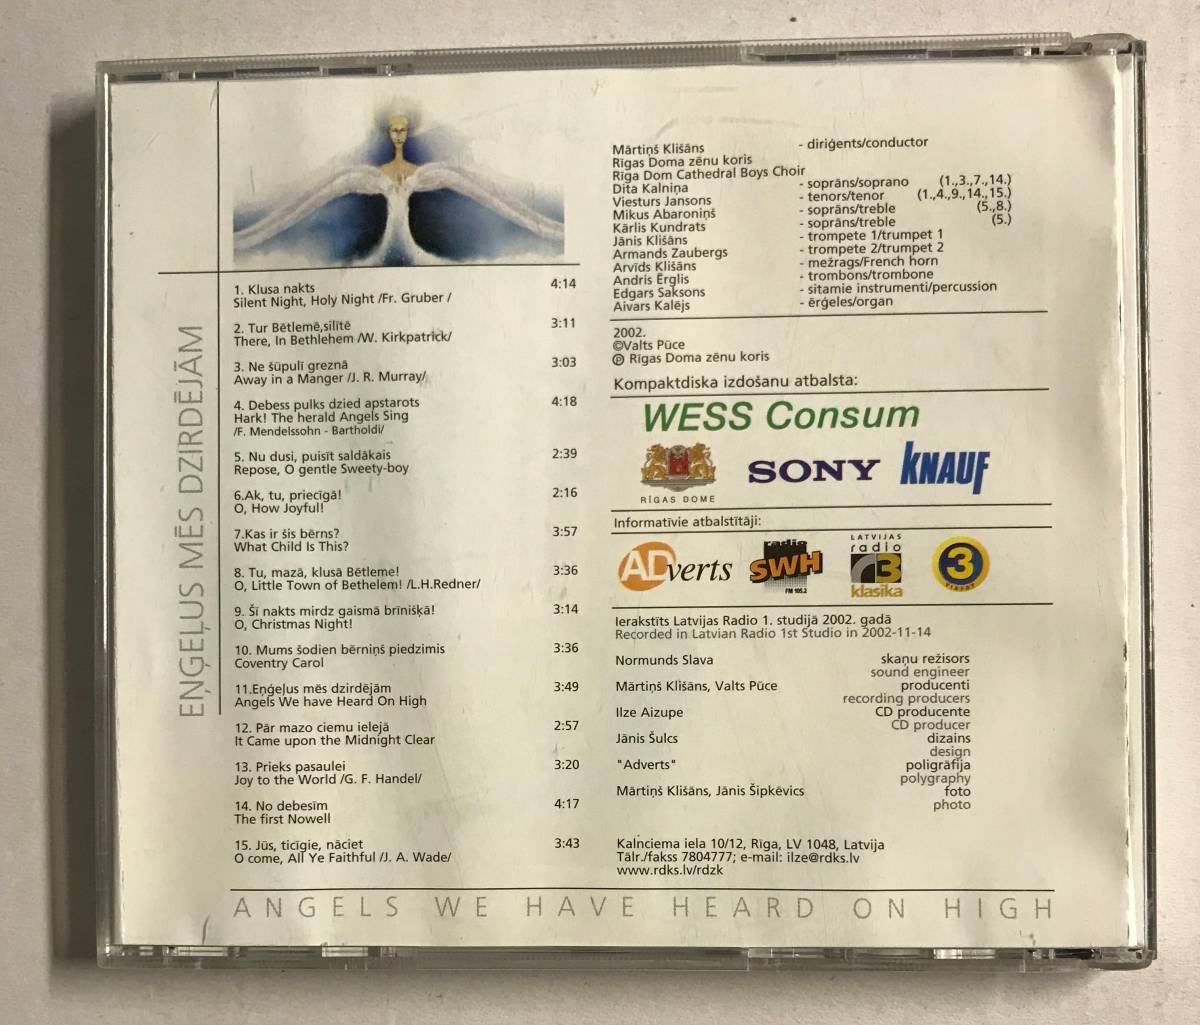 EŅĢEĻUS MĒS DZIRDĒJĀM
1. Klusa nakts 4:14
Silent Night, Holy Night /Fr. Gruber /
2. Tur Bētlemē,silītē 3:11
There, In Bethlehem /W. Kirkpatrick/
3. Ne šūpulī greznā 3:03
Away in a Manger /J. R. Murray/
4. Debess pulks dzied apstarots 4:18
Hark! The herald Angels Sing
/F. Mendelssohn - Bartholdi/
5. Nu dusi, puisīt saldākais 2:39
Repose, O gentle Sweety-boy
6.Ak, tu, priecīgā! 2:16
O, How Joyful!
7.Kas ir šis bērns? 3:57
What Child Is This?
8. Tu, mazā, klusā Bētleme! 3:36
O, Little Town of Bethelem! /L.H.Redner/
9. Šī nakts mirdz gaismā brīnišķā! 3:14
O, Christmas Night!
10. Mums šodien bērniņš piedzimis 3:36
Coventry Carol
11.Eņģeļus mēs dzirdējām 3:49
Angels We have Heard On High
12. Pār mazo ciemu ielejā 2:57
It Came upon the Midnight Clear
13. Prieks pasaulei 3:20
Joy to the World /G. F. Handel/
14. No debesīm 4:17
The first Nowell
15. Jūs, ticīgie, nāciet 3:43
O come, All Ye Faithful /J. A. Wade/
Mārtiņš Klišāns - diriģents/conductor
Rīgas Doma zēnu koris
Rīga Dom Cathedral Boys Choir
Dita Kalniņa - soprāns/soprano (1.,3.,7.,14.)
Viesturs Jansons - tenors/tenor (1.,4.,9.,14.,15.)
Mikus Abaroniņš - soprāns/treble (5.,8.)
Kārlis Kundrats - soprāns/treble (5.)
Jānis Klišāns - trompete 1/trumpet 1
Armands Zaubergs - trompete 2/trumpet 2
Arvīds Klišāns - mežrags/French horn
Andris Ērglis - trombons/trombone
Edgars Saksons - sitamie instrumenti/percussion
Aivars Kalējs - ērģeles/organ
2002.
©Valts Pūce
℗ Rīgas Doma zēnu koris
Kompaktdiska izdošanu atbalsta:
WESS Consum
RĪGAS DOME
SONY
KNAUF
Informatīvie atbalstītāji:
ADverts
radio
SWH
FM 105.2
LATVIJAS
radio
3
klasika
3
VIASAT
Ierakstīts Latvijas Radio 1. studijā 2002. gadā
Recorded in Latvian Radio 1st Studio in 2002-11-14
Normunds Slava skaņu režisors
sound engineer
Mārtiņš Klišāns, Valts Pūce producenti
recording producers
Ilze Aizupe CD producente
CD producer
Jānis Šulcs dizains
design
"Adverts" poligrāfija
polygraphy
Mārtiņš Klišāns, Jānis Šipkēvics foto
photo
Kalnciema iela 10/12, Rīga, LV 1048, Latvija
Tālr./fakss 7804777; e-mail: ilze@rdks.lv
www.rdks.lv/rdzk
ANGELS WE HAVE HEARD ON HIGH